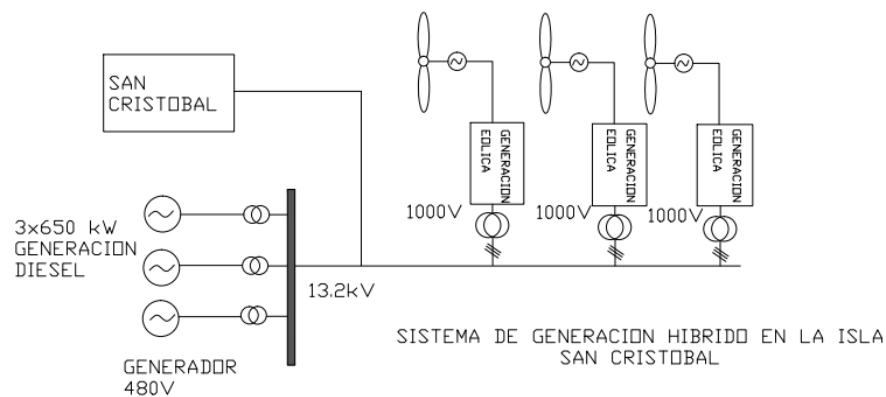 SAN
CRISTOBAL
GENERACION
EOLICA
GENERACION
EOLICA
GENERACION
EOLICA
1000V
1000V
1000V
3x650 kW
GENERACION
DIESEL
13.2kV
GENERADOR
480V
SISTEMA DE GENERACION HIBRIDO EN LA ISLA
SAN CRISTOBAL